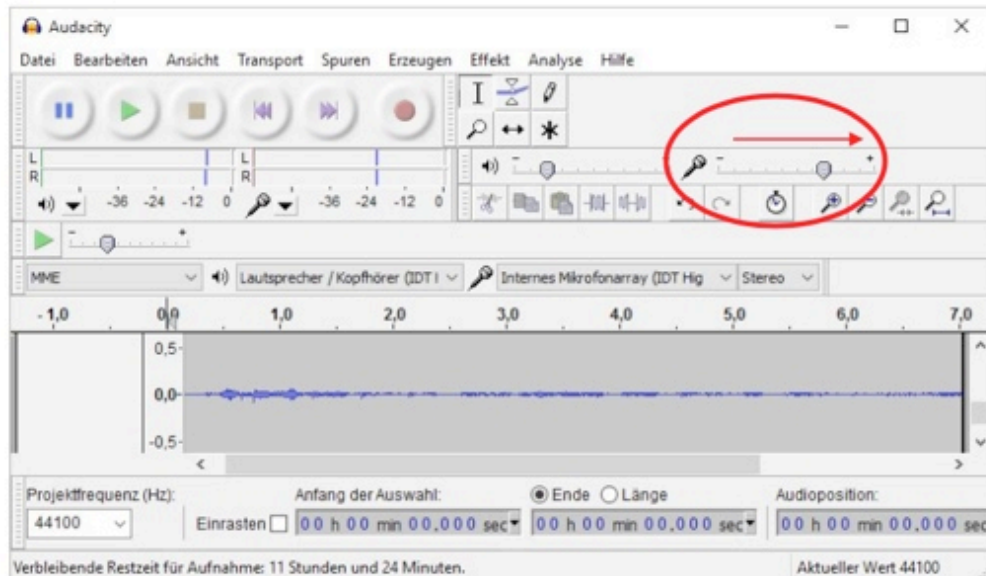 Audacity
Datei Bearbeiten Ansicht Transport Spuren Erzeugen Effekt Analyse Hilfe
L
R
-36 -24 -12 0
L
R
-36 -24 -12 0
- +
- +
- +
MME Lautsprecher / Kopfhörer (IDT I Internes Mikrofonarray (IDT Hig Stereo
- 1,0 0,0 1,0 2,0 3,0 4,0 5,0 6,0 7,0
0,5-
0,0-
-0,5-
Projektfrequenz (Hz): Anfang der Auswahl: Ende Länge Audioposition:
44100 Einrasten 00 h 00 min 00.000 sec 00 h 00 min 00.000 sec 00 h 00 min 00.000 sec
Verbleibende Restzeit für Aufnahme: 11 Stunden und 24 Minuten. Aktueller Wert 44100